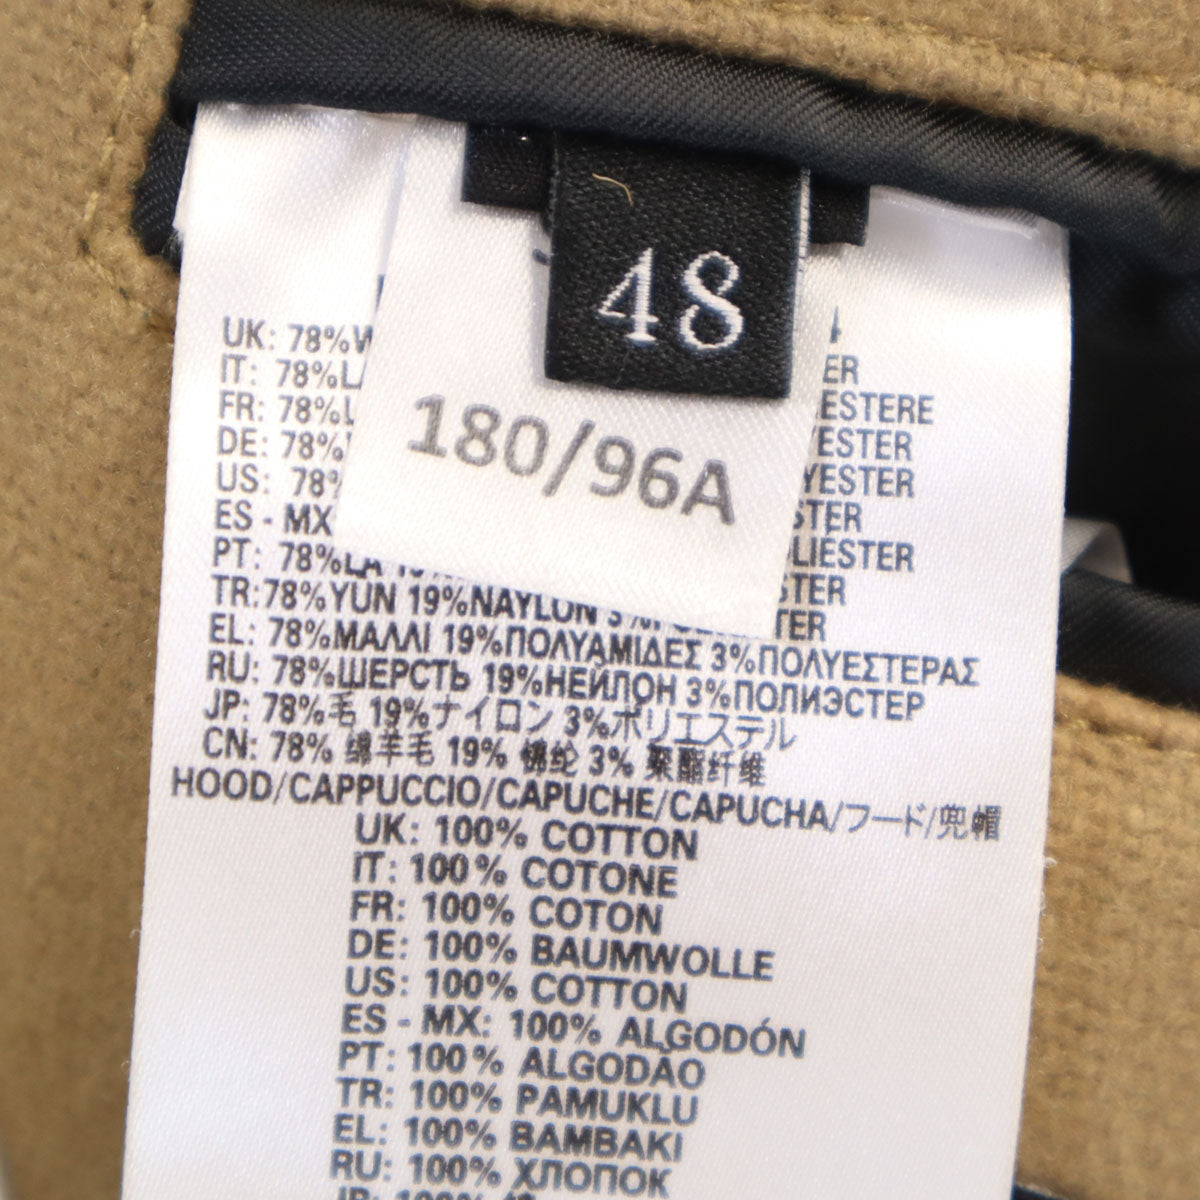 48
180/96A
UK: 78%
IT: 78%
FR: 78%
DE: 78%
US: 78%
ES - MX
PT: 78%LA
TR:78%YUN 19%NAYLON 3%
EL: 78%ΜΑΛΛΙ 19%ΠΟΛΥΑΜΙΔΕΣ 3%ΠΟΛΥΕΣΤΕΡΑΣ
RU: 78%ШЕРСТЬ 19%НЕЙЛОН 3%ПОЛИЭСТЕР
JP: 78%毛 19%ナイロン 3%ポリエステル
CN: 78% 绵羊毛 19% 锦纶 3% 聚酯纤维
HOOD/CAPPUCCIO/CAPUCHE/CAPUCHA/フード/兜帽
UK: 100% COTTON
IT: 100% COTONE
FR: 100% COTON
DE: 100% BAUMWOLLE
US: 100% COTTON
ES - MX: 100% ALGODÓN
PT: 100% ALGODÃO
TR: 100% PAMUKLU
EL: 100% ΒΑΜΒΑΚΙ
RU: 100% ХЛОПОК